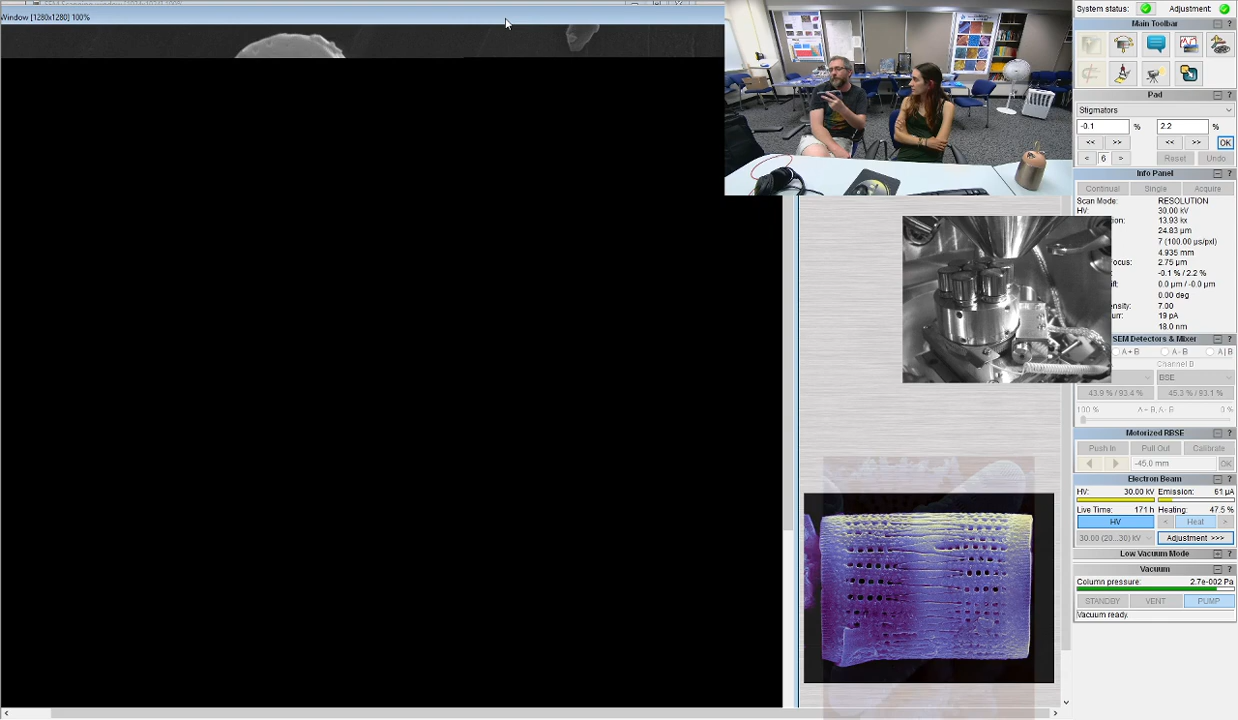 Window [1280x1280] 100%
System status:
Adjustment:
Main Toolbar
Pad
Stigmators
-0.1 % 2.2 %
<< >> << >> OK
< 6 > Reset Undo
Info Panel
Continual Single Acquire
Scan Mode: RESOLUTION
HV: 30.00 kV
13.93 kx
24.83 µm
7 (100.00 µs/pxl)
4.935 mm
2.75 µm
-0.1 % / 2.2 %
0.0 µm / -0.0 µm
0.00 deg
7.00
19 pA
18.0 nm
SEM Detectors & Mixer
A+B A-B A|B
BSE
43.9 % / 93.4 % 45.3 % / 93.1 %
100 % A+B, A-B 0 %
Motorized RBSE
Push In Pull Out Calibrate
-45.0 mm OK
Electron Beam
HV: 30.00 kV Emission: 61 µA
Live Time: 171 h Heating: 47.5 %
HV < Heat >
30.00 (20...30) kV Adjustment >>>
Low Vacuum Mode
Vacuum
Column pressure: 2.7e-002 Pa
STANDBY VENT PUMP
Vacuum ready.